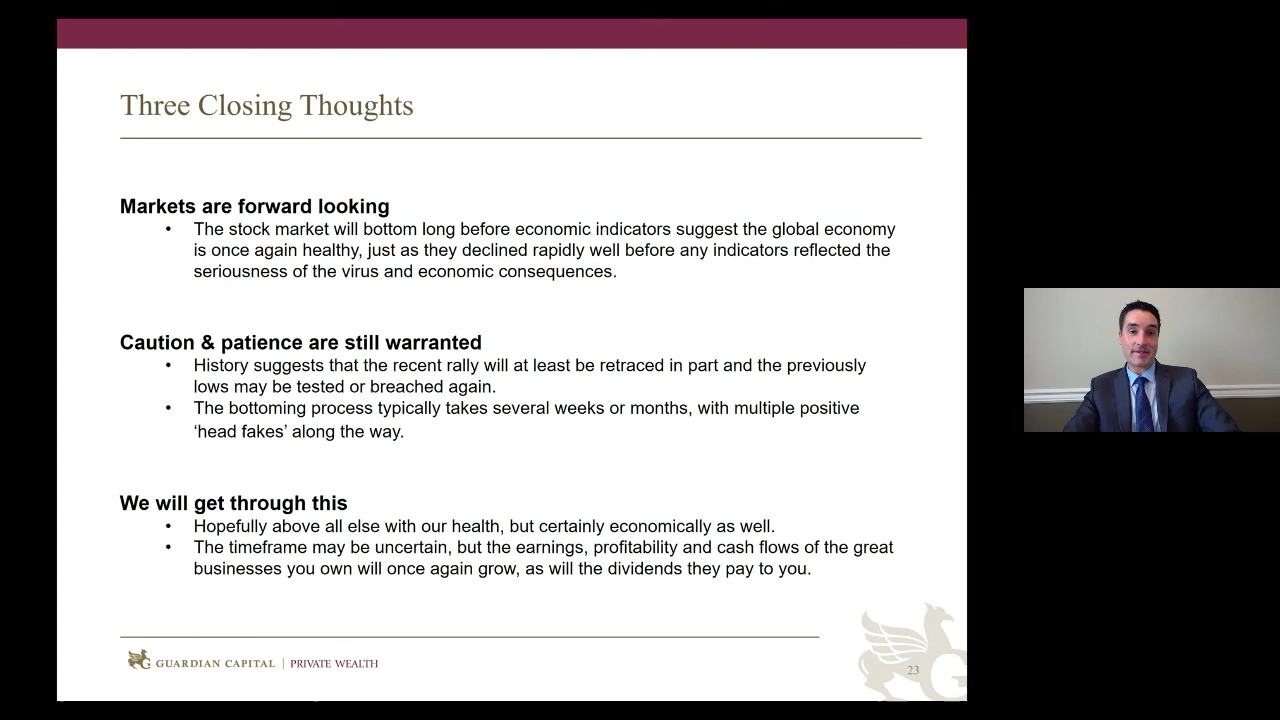 Three Closing Thoughts
Markets are forward looking
• The stock market will bottom long before economic indicators suggest the global economy
is once again healthy, just as they declined rapidly well before any indicators reflected the
seriousness of the virus and economic consequences.
Caution & patience are still warranted
• History suggests that the recent rally will at least be retraced in part and the previously
lows may be tested or breached again.
• The bottoming process typically takes several weeks or months, with multiple positive
‘head fakes’ along the way.
We will get through this
• Hopefully above all else with our health, but certainly economically as well.
• The timeframe may be uncertain, but the earnings, profitability and cash flows of the great
businesses you own will once again grow, as will the dividends they pay to you.
GUARDIAN CAPITAL | PRIVATE WEALTH
23